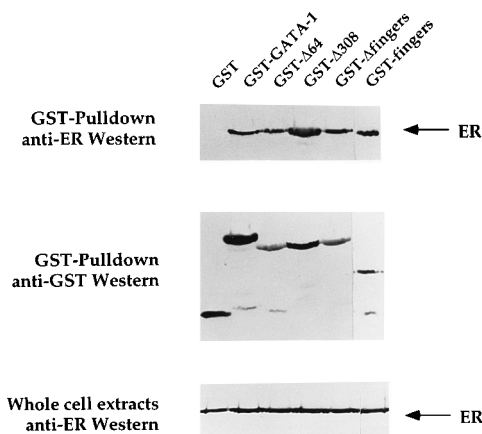 GST
GST-GATA-1
GST-Δ64
GST-Δ308
GST-Δfingers
GST-fingers
GST-Pulldown
anti-ER Western
ER
GST-Pulldown
anti-GST Western
Whole cell extracts
anti-ER Western
ER